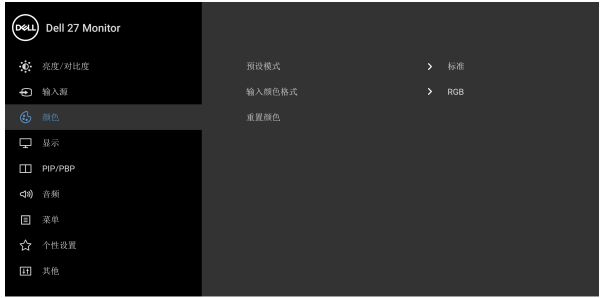 DELL Dell 27 Monitor
亮度/对比度
预设模式 标准
输入源
输入颜色格式 RGB
颜色
重置颜色
显示
PIP/PBP
音频
菜单
个性设置
其他